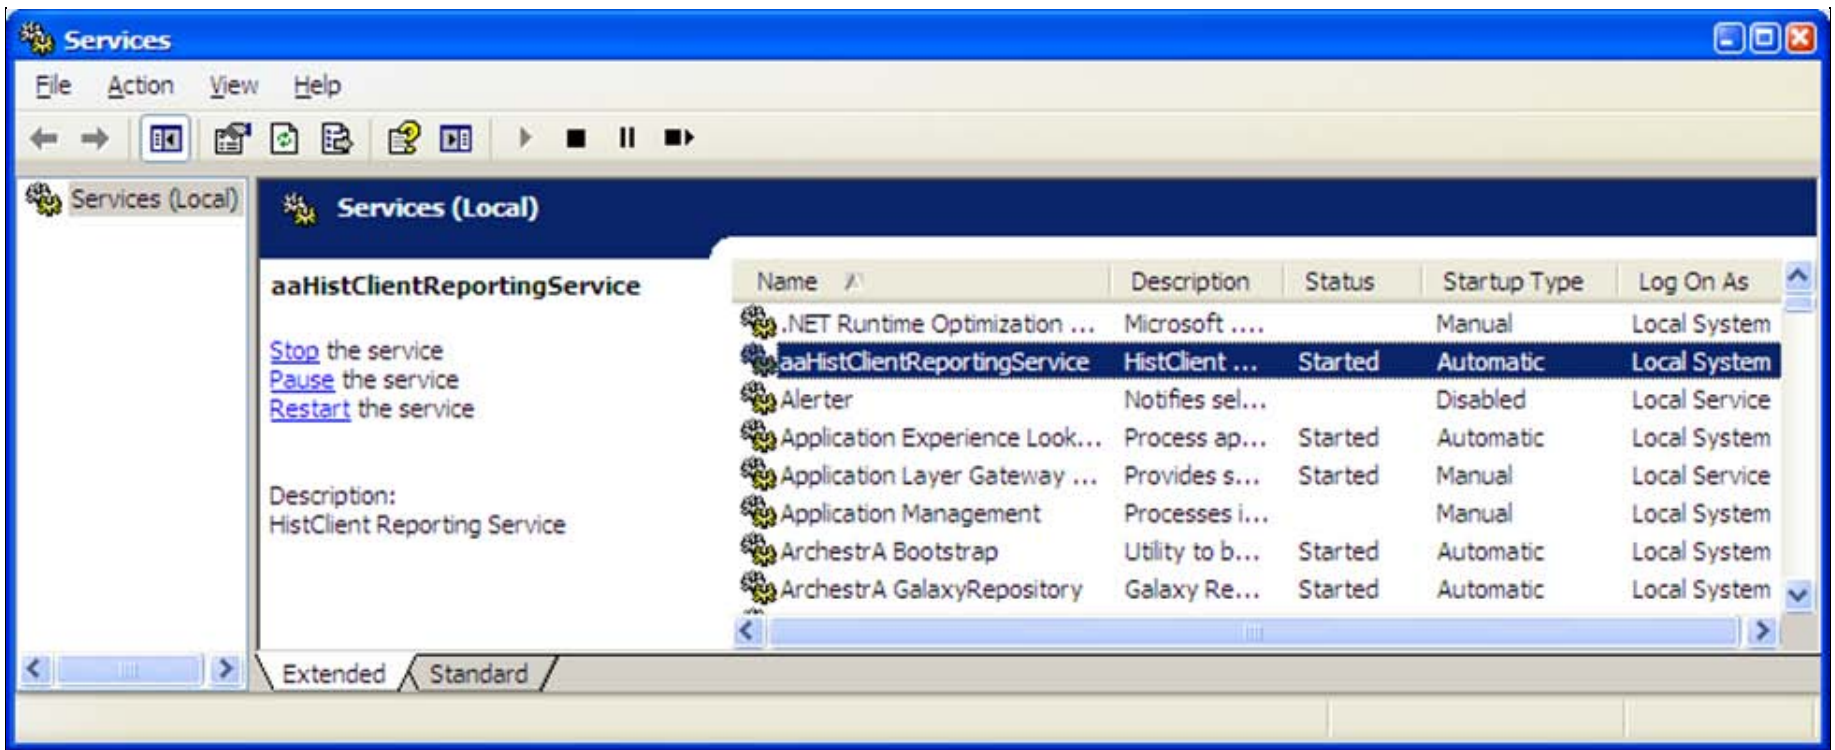 Services
File Action View Help
Services (Local)
Services (Local)
aaHistClientReportingService
Stop the service
Pause the service
Restart the service
Description:
HistClient Reporting Service
Name Description Status Startup Type Log On As
.NET Runtime Optimization ... Microsoft .... Manual Local System
aaHistClientReportingService HistClient ... Started Automatic Local System
Alerter Notifies sel... Disabled Local Service
Application Experience Look... Process ap... Started Automatic Local System
Application Layer Gateway ... Provides s... Started Manual Local Service
Application Management Processes i... Manual Local System
ArchestrA Bootstrap Utility to b... Started Automatic Local System
ArchestrA GalaxyRepository Galaxy Re... Started Automatic Local System
Extended Standard